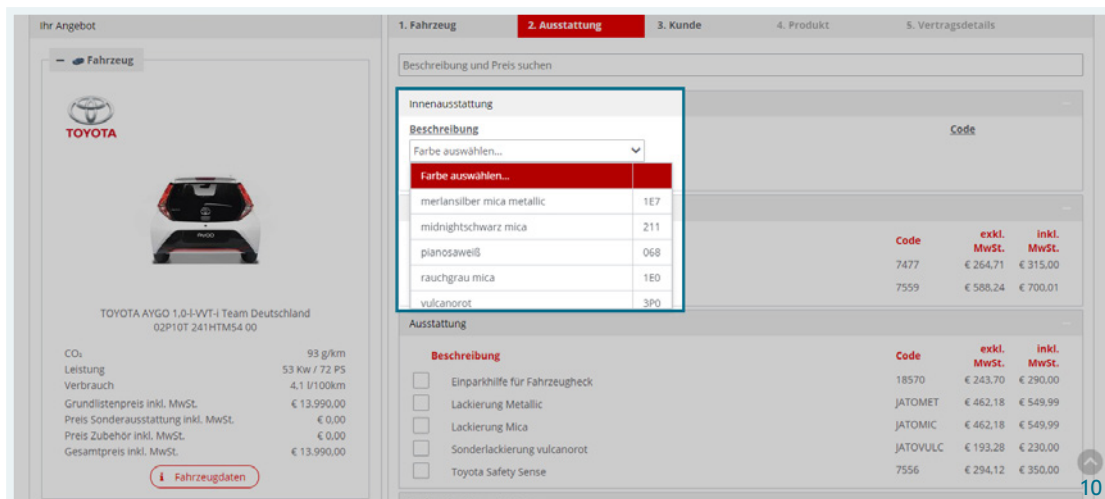 Ihr Angebot
Fahrzeug
TOYOTA
AYGO
TOYOTA AYGO 1.0-l-VVT-i Team Deutschland
02P10T 241HTM54 00
CO₂ 93 g/km
Leistung 53 Kw / 72 PS
Verbrauch 4,1 l/100km
Grundlistenpreis inkl. MwSt. € 13.990,00
Preis Sonderausstattung inkl. MwSt. € 0,00
Preis Zubehör inkl. MwSt. € 0,00
Gesamtpreis inkl. MwSt. € 13.990,00
i Fahrzeugdaten
1. Fahrzeug 2. Ausstattung 3. Kunde 4. Produkt 5. Vertragsdetails
Beschreibung und Preis suchen
Innenausstattung
Beschreibung Code
Farbe auswählen...
Farbe auswählen...
merlansilber mica metallic 1E7
midnightschwarz mica 211
pianosaweiß 068
rauchgrau mica 1E0
vulcanorot 3P0
Code exkl. MwSt. inkl. MwSt.
7477 € 264,71 € 315,00
7559 € 588,24 € 700,01
Ausstattung
Beschreibung Code exkl. MwSt. inkl. MwSt.
Einparkhilfe für Fahrzeugheck 18570 € 243,70 € 290,00
Lackierung Metallic JATOMET € 462,18 € 549,99
Lackierung Mica JATOMIC € 462,18 € 549,99
Sonderlackierung vulcanorot JATOVULC € 193,28 € 230,00
Toyota Safety Sense 7556 € 294,12 € 350,00
10